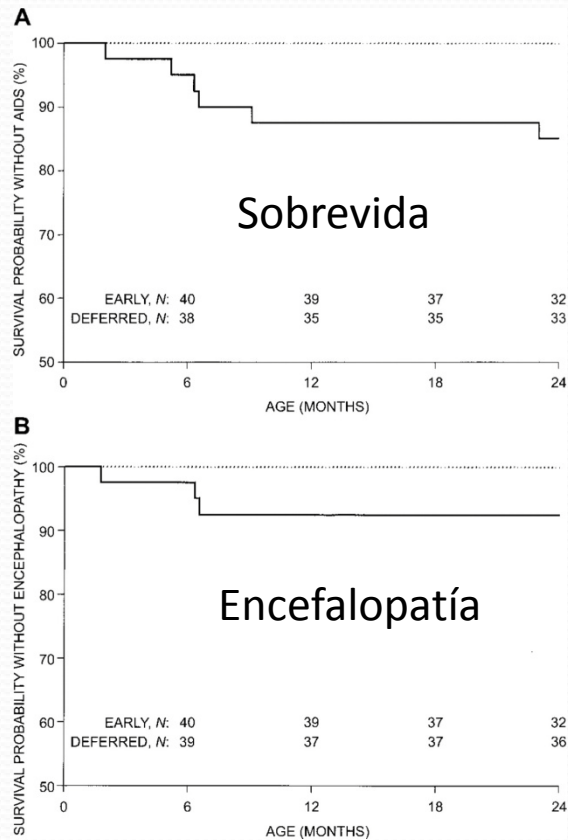 A
SURVIVAL PROBABILITY WITHOUT AIDS (%)
100
90
80
70
60
50
Sobrevida
EARLY, N: 40 39 37 32
DEFERRED, N: 38 35 35 33
0 6 12 18 24
AGE (MONTHS)
B
SURVIVAL PROBABILITY WITHOUT ENCEPHALOPATHY (%)
100
90
80
70
60
50
Encefalopatía
EARLY, N: 40 39 37 32
DEFERRED, N: 39 37 37 36
0 6 12 18 24
AGE (MONTHS)